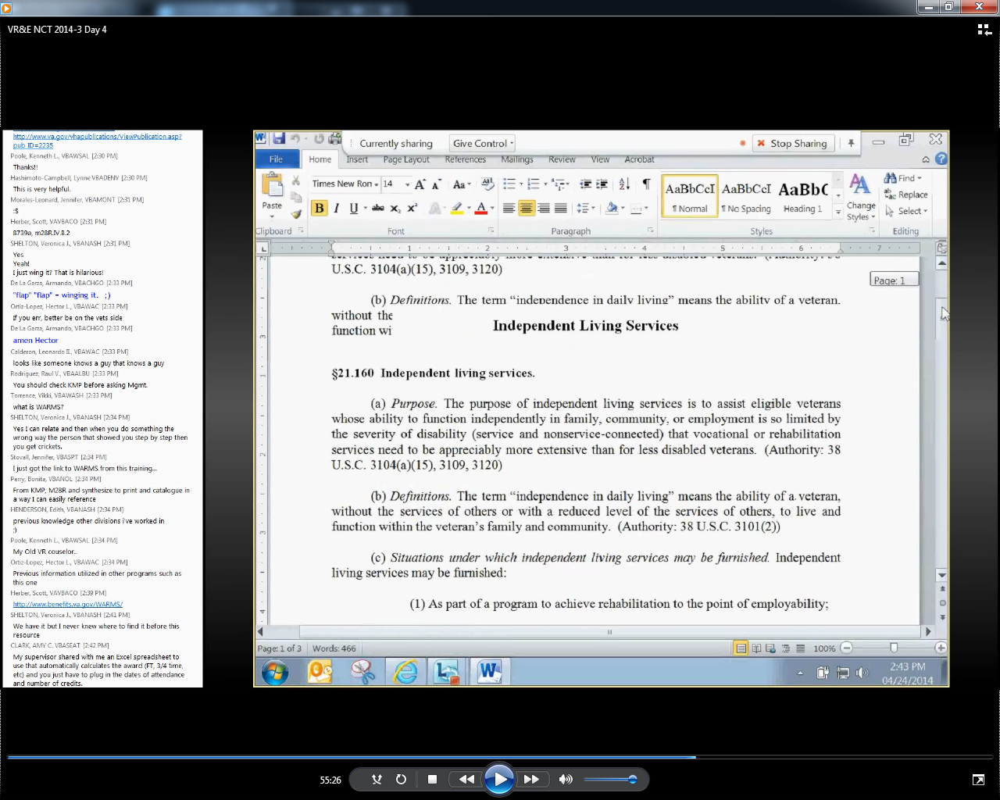 VR&E NCT 2014-3 Day 4
http://www.va.gov/vhapublications/ViewPublication.asp?
pub_ID=2235
Poole, Kenneth L., VBAWSAL [2:30 PM]
Thanks!!
Hashimoto-Campbell, Lynne VBADENV [2:30 PM]
This is very helpful.
Morales-Leonard, Jennifer, VBAMONT [2:31 PM]
:$
Herber, Scott, VAVBACO [2:31 PM]
8739a, m28R.IV.B.2
SHELTON, Veronica J., VBANASH [2:31 PM]
Yes
Yeah!
I just wing it? That is hilarious!
De La Garza, Armando, VBACHGO [2:33 PM]
"flap" "flap" = winging it. ;)
Ortiz-Lopez, Hector L., VBAWAC [2:33 PM]
If you err, better be on the vets side
De La Garza, Armando, VBACHGO [2:33 PM]
amen Hector
Calderon, Leonardo II., VBAWAC [2:33 PM]
looks like someone knows a guy that knows a guy
Rodriguez, Raul V., VBAALBU [2:33 PM]
You should check KMP before asking Mgmt.
Torrence, Vikki, VBAWASH [2:33 PM]
what is WARMS?
SHELTON, Veronica J., VBANASH [2:34 PM]
Yes I can relate and then when you do something the
wrong way the person that showed you step by step then
you get crickets.
Stovall, Jennifer, VBASPT [2:34 PM]
I just got the link to WARMS from this training...
Perry, Bonita, VBANOL [2:34 PM]
From KMP, M28R and synthesize to print and catalogue in
a way I can easily reference
HENDERSON, Edith, VBANASH [2:34 PM]
previous knowledge other divisions i've worked in
;)
Poole, Kenneth L., VBAWSAL [2:34 PM]
My Old VR couselor..
Ortiz-Lopez, Hector L., VBAWAC [2:34 PM]
Previous information utilized in other programs such as
this one
Herber, Scott, VAVBACO [2:39 PM]
http://www.benefits.va.gov/WARMS/
SHELTON, Veronica J., VBANASH [2:41 PM]
We have it but I never knew where to find it before this
resource
CLARK, AMY C. VBASEAT [2:42 PM]
My supervisor shared with me an Excel spreadsheet to
use that automatically calculates the award (FT, 3/4 time,
etc) and you just have to plug in the dates of attendance
and number of credits.
Currently sharing Give Control Stop Sharing
File Home Insert Page Layout References Mailings Review View Acrobat
Times New Ron 14
Paste
AaBbCcI AaBbCcI AaBbC
¶ Normal ¶ No Spacing Heading 1
Change
Styles
Find
Replace
Select
Clipboard Font Paragraph Styles Editing
1 2 3 4 5 6 7
services need to be appreciably more extensive than for less disabled veterans. (Authority: 38
U.S.C. 3104(a)(15), 3109, 3120)
Page: 1
(b) Definitions. The term “independence in daily living” means the ability of a veteran,
without the
function wi
Independent Living Services
§21.160 Independent living services.
(a) Purpose. The purpose of independent living services is to assist eligible veterans
whose ability to function independently in family, community, or employment is so limited by
the severity of disability (service and nonservice-connected) that vocational or rehabilitation
services need to be appreciably more extensive than for less disabled veterans. (Authority: 38
U.S.C. 3104(a)(15), 3109, 3120)
(b) Definitions. The term “independence in daily living” means the ability of a veteran,
without the services of others or with a reduced level of the services of others, to live and
function within the veteran’s family and community. (Authority: 38 U.S.C. 3101(2))
(c) Situations under which independent living services may be furnished. Independent
living services may be furnished:
(1) As part of a program to achieve rehabilitation to the point of employability;
Page: 1 of 3 Words: 466 100%
2:43 PM
04/24/2014
55:26